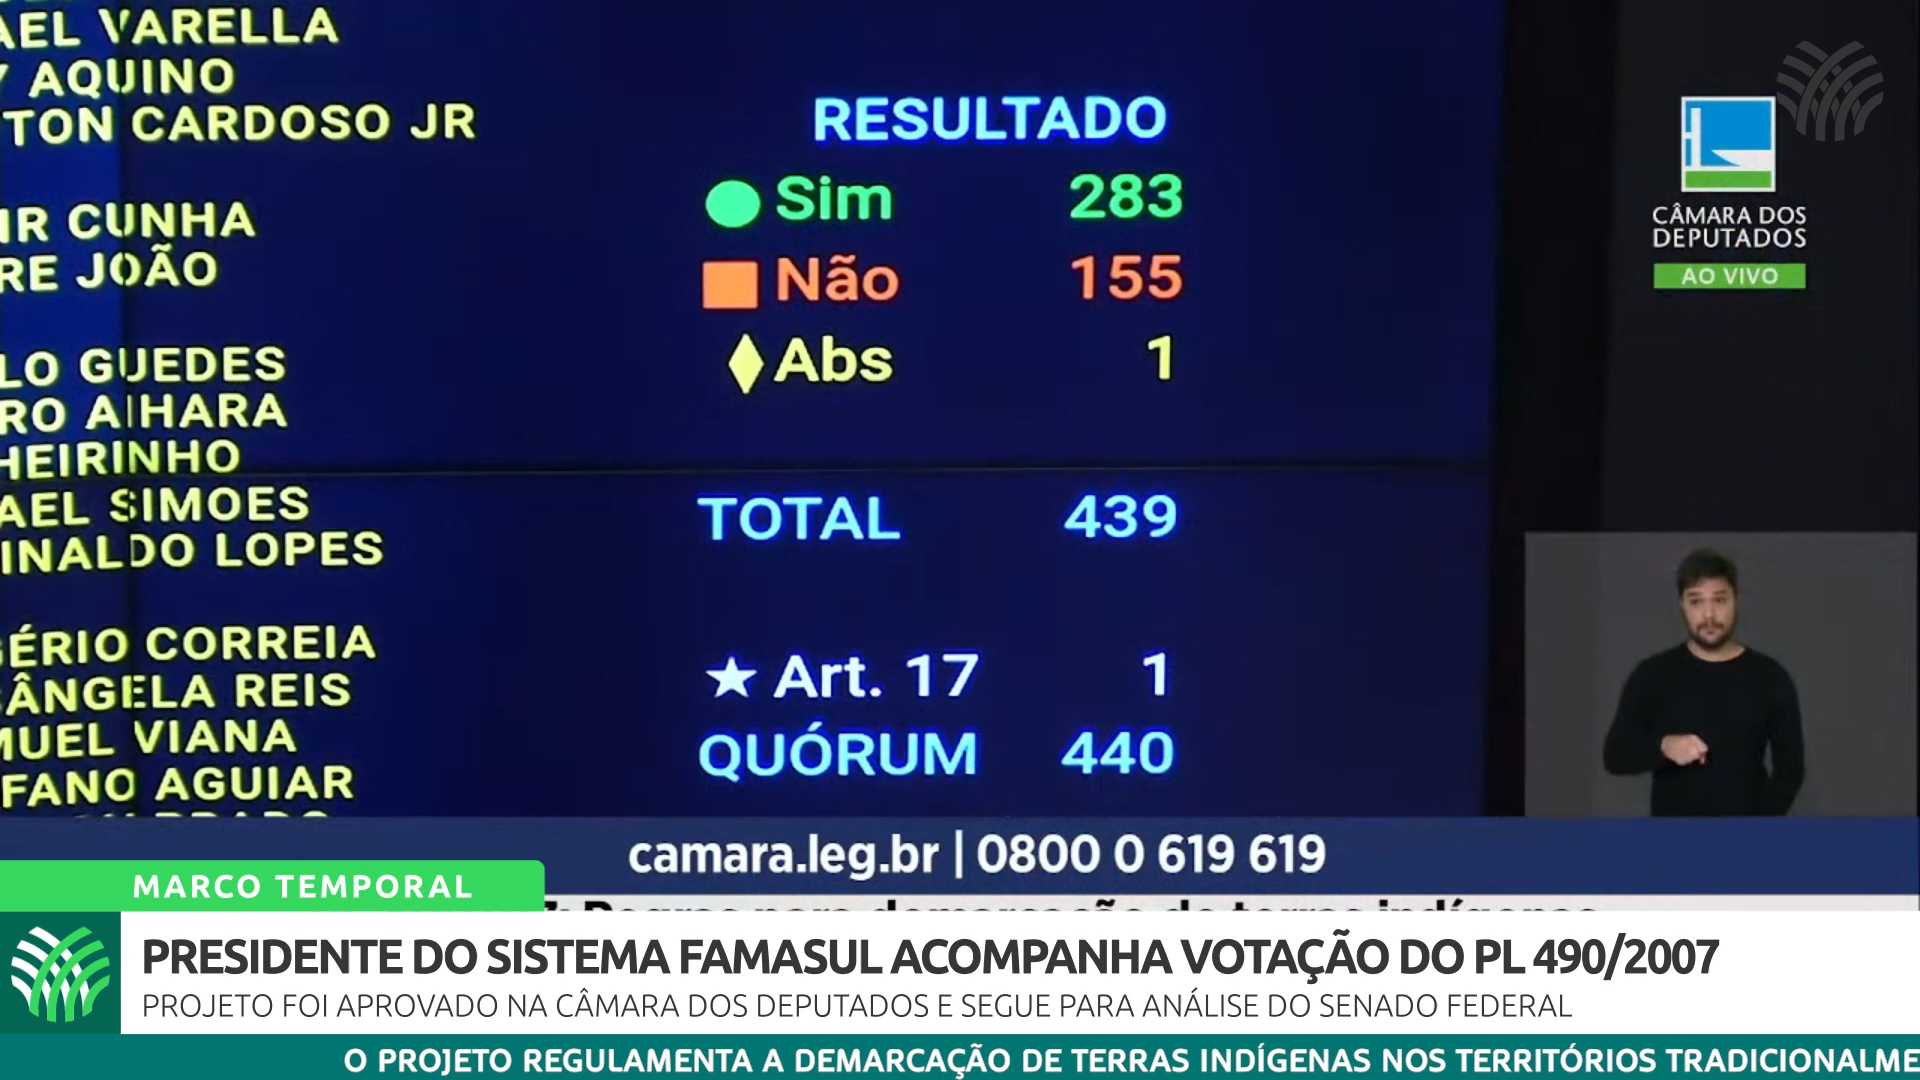 AEL VARELLA
AQUINO
TON CARDOSO JR
IR CUNHA
RE JOÃO
LO GUEDES
RO AIHARA
HEIRINHO
AEL SIMOES
INALDO LOPES
GÉRIO CORREIA
ÂNGELA REIS
MUEL VIANA
FANO AGUIAR
RESULTADO
Sim 283
Não 155
Abs 1
TOTAL 439
Art. 17 1
QUÓRUM 440
CÂMARA DOS
DEPUTADOS
AO VIVO
camara.leg.br | 0800 0 619 619
MARCO TEMPORAL
PRESIDENTE DO SISTEMA FAMASUL ACOMPANHA VOTAÇÃO DO PL 490/2007
PROJETO FOI APROVADO NA CÂMARA DOS DEPUTADOS E SEGUE PARA ANÁLISE DO SENADO FEDERAL
O PROJETO REGULAMENTA A DEMARCAÇÃO DE TERRAS INDÍGENAS NOS TERRITÓRIOS TRADICIONALME